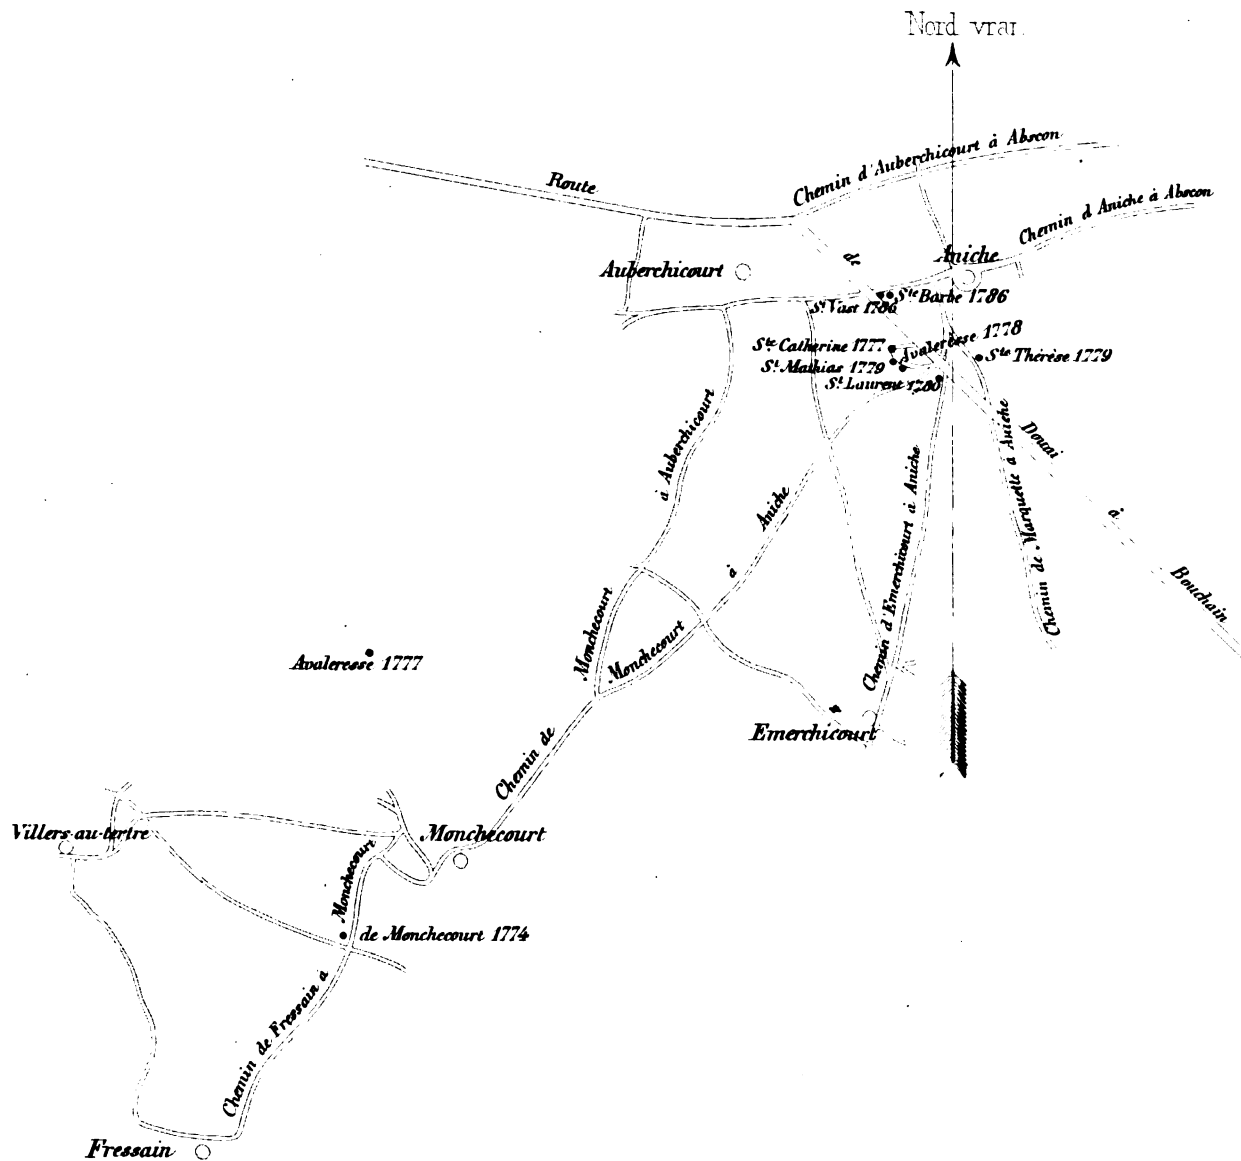 Nord vrai
Chemin d'Auberchicourt à Abscon
Route
Chemin d'Aniche à Abscon
de
Aniche
Auberchicourt
Ste Barbe 1786
St Vast 1786
Avaleresse 1778
Ste Catherine 1777
Ste Thérèse 1779
St Mathias 1779
St Laurent 1780
à Auberchicourt
Douai
à
Bouchain
Chemin de Marquette à Aniche
Chemin d'Emerchicourt à Aniche
Aniche
à
Monchecourt
Monchecourt
Avaleresse 1777
Emerchicourt
Chemin de
Villers-au-tertre
Monchecourt
Monchecourt
de Monchecourt 1774
Chemin de Fressain à
Fressain